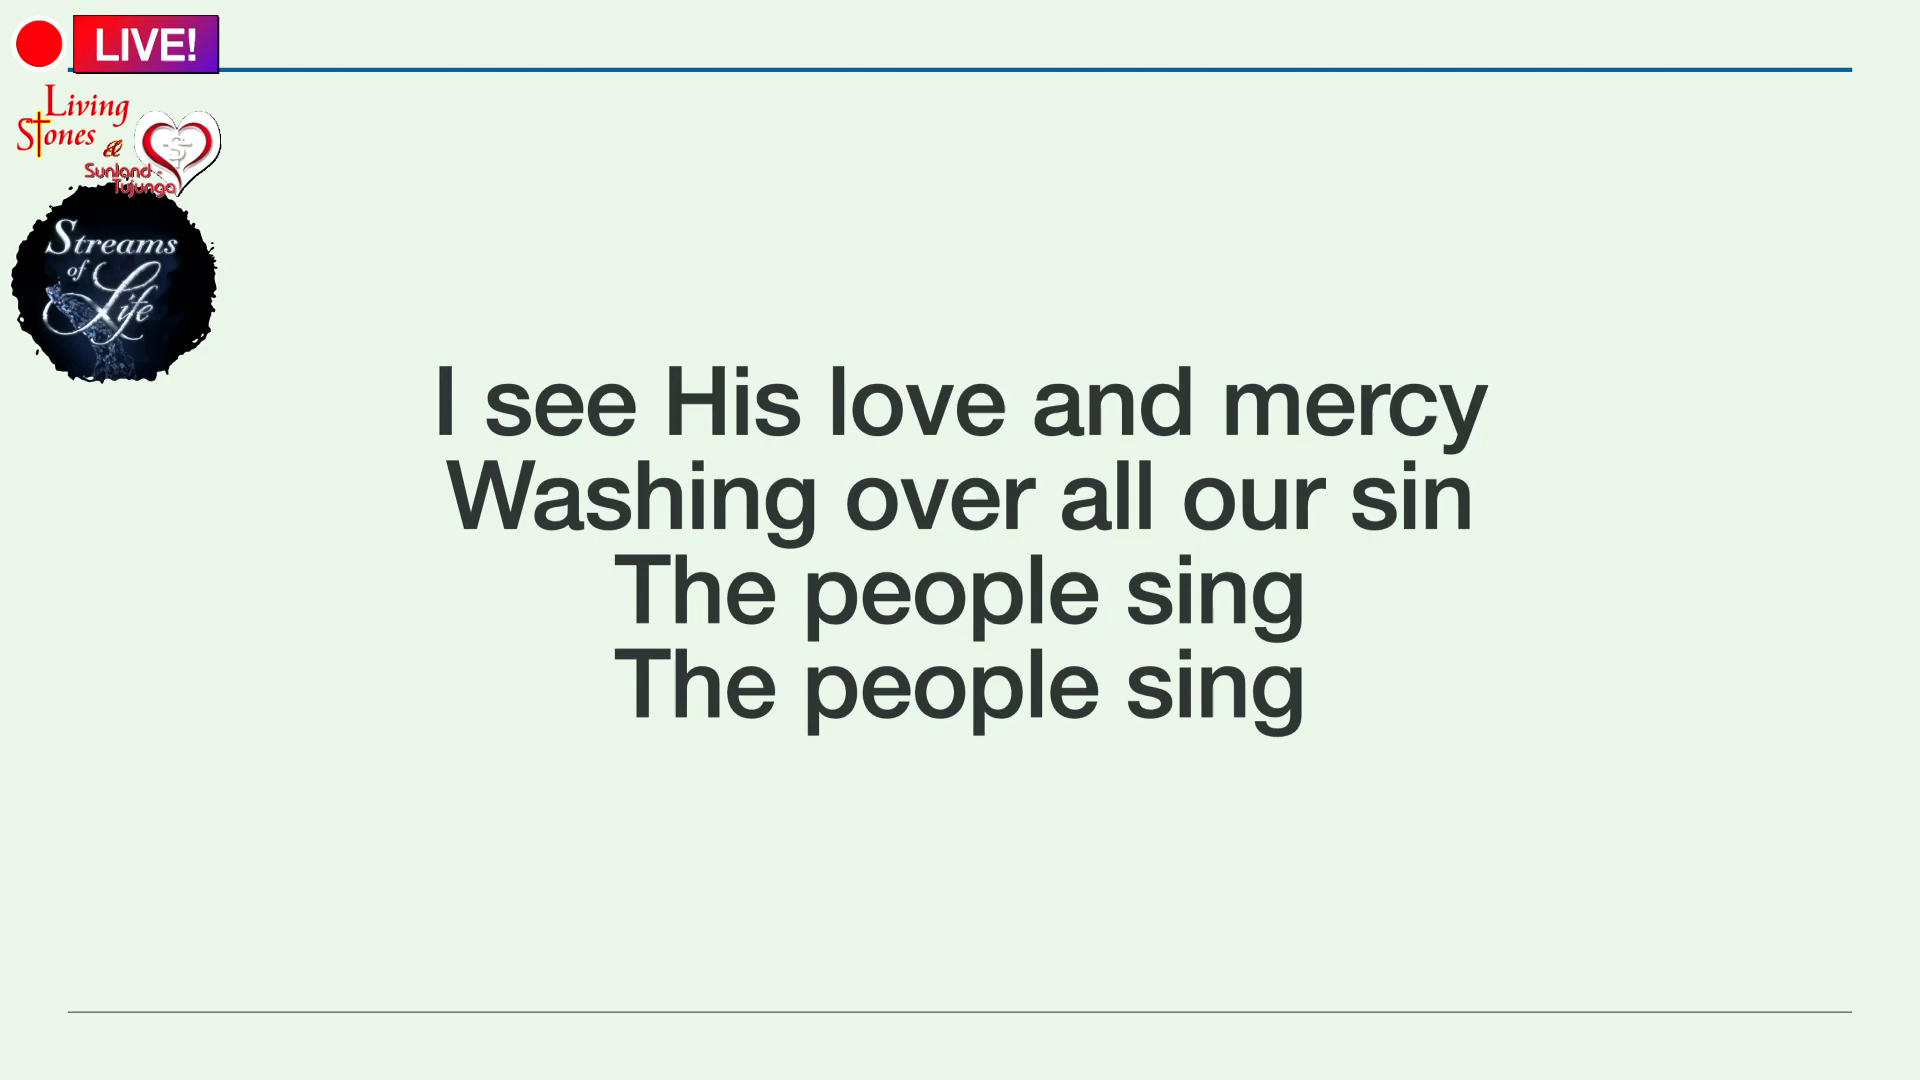 LIVE!
Living
Stones
&
Sunland -
Tujunga
Streams
of
Life
I see His love and mercy
Washing over all our sin
The people sing
The people sing